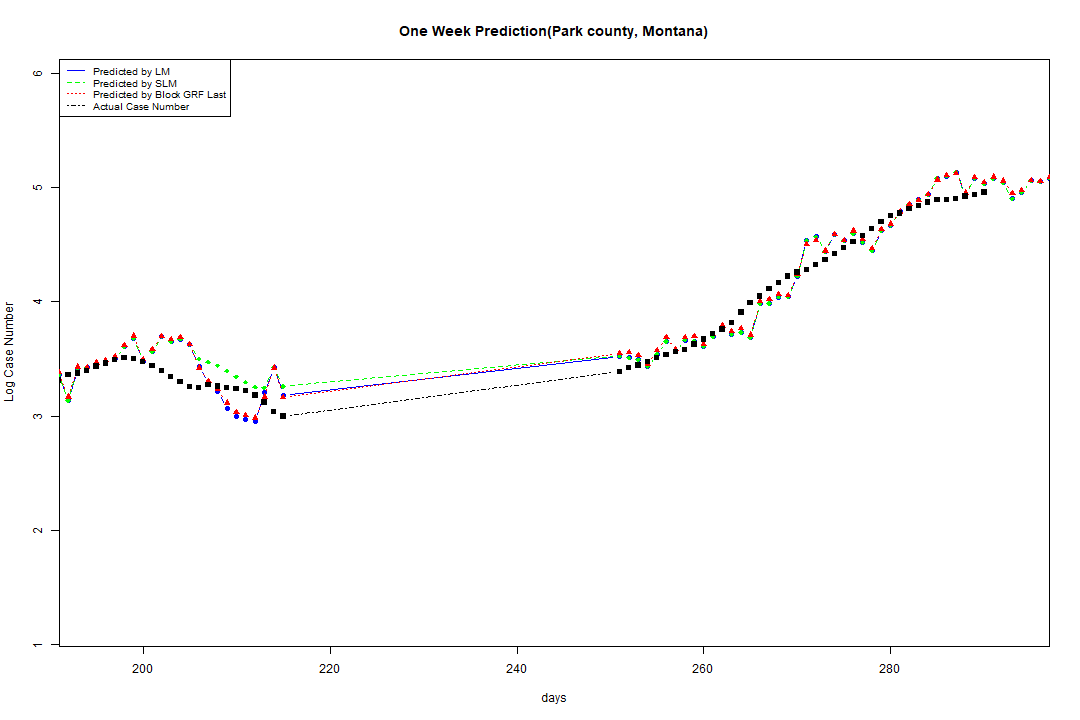 One Week Prediction(Park county, Montana)
Predicted by LM
Predicted by SLM
Predicted by Block GRF Last
Actual Case Number
Log Case Number
6
5
4
3
2
1
200 220 240 260 280
days